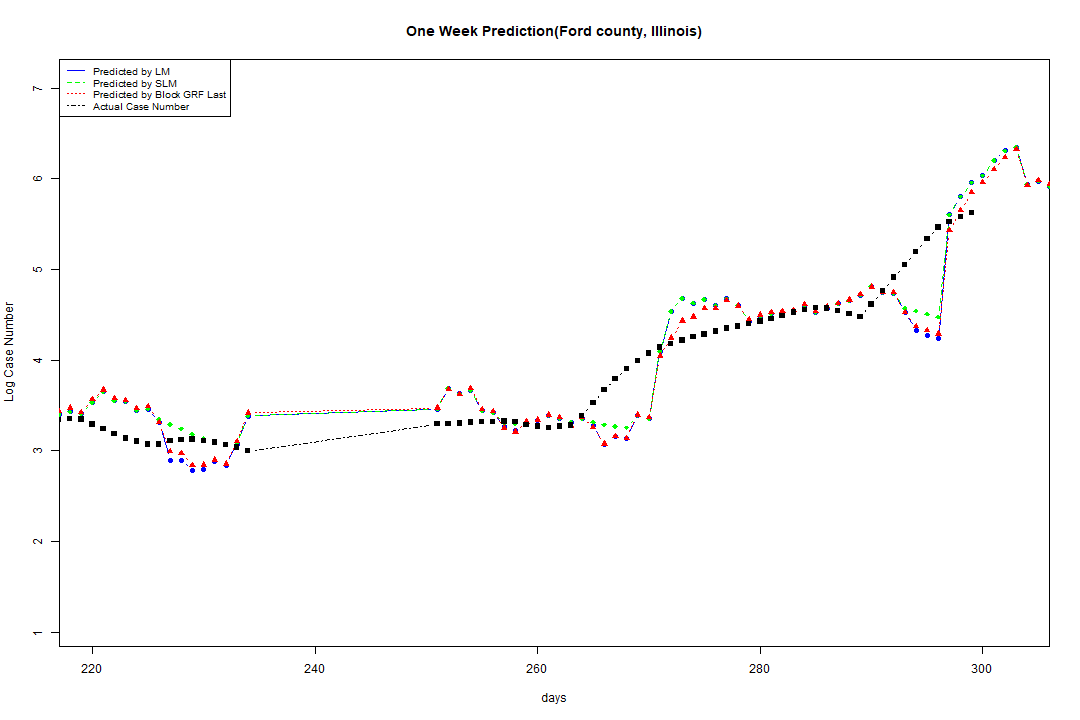 One Week Prediction(Ford county, Illinois)
Predicted by LM
Predicted by SLM
Predicted by Block GRF Last
Actual Case Number
7
6
5
4
3
2
1
Log Case Number
220
240
260
280
300
days